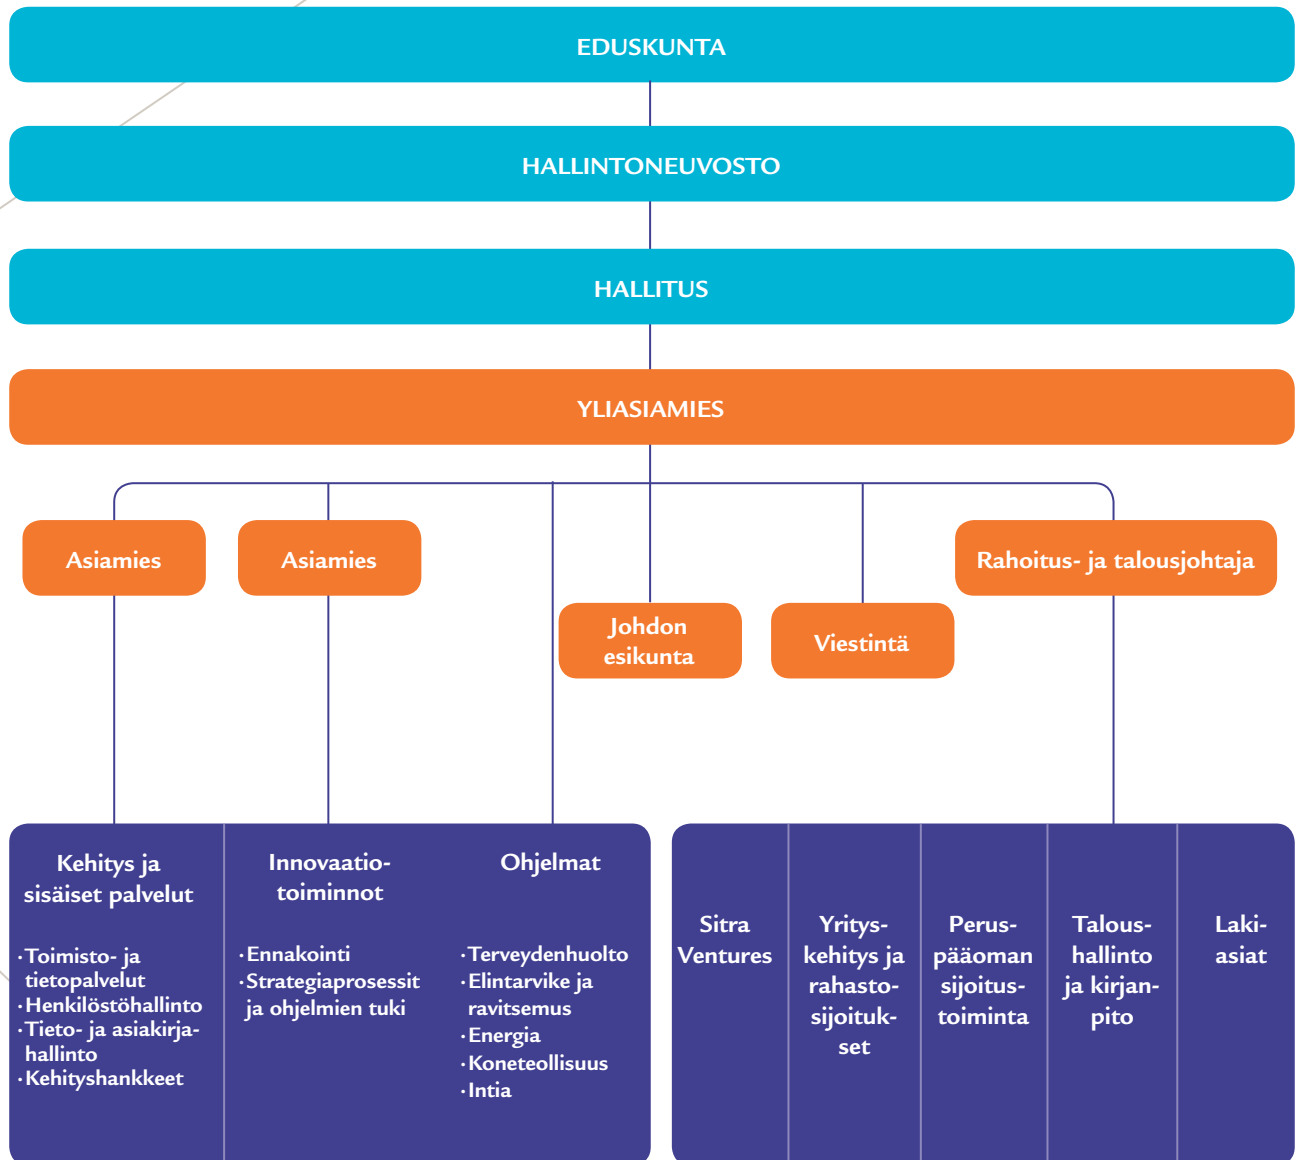 EDUSKUNTA
HALLINTONEUVOSTO
HALLITUS
YLIASIAMIES
Asiamies
Asiamies
Rahoitus- ja talousjohtaja
Johdon
esikunta
Viestintä
Kehitys ja
sisäiset palvelut
·Toimisto- ja
tietopalvelut
·Henkilöstöhallinto
·Tieto- ja asiakirja-
hallinto
·Kehityshankkeet
Innovaatio-
toiminnot
·Ennakointi
·Strategiaprosessit
ja ohjelmien tuki
Ohjelmat
·Terveydenhuolto
·Elintarvike ja
ravitsemus
·Energia
·Koneteollisuus
·Intia
Sitra
Ventures
Yritys-
kehitys ja
rahasto-
sijoituk-
set
Perus-
pääoman
sijoitus-
toiminta
Talous-
hallinto
ja kirjan-
pito
Laki-
asiat